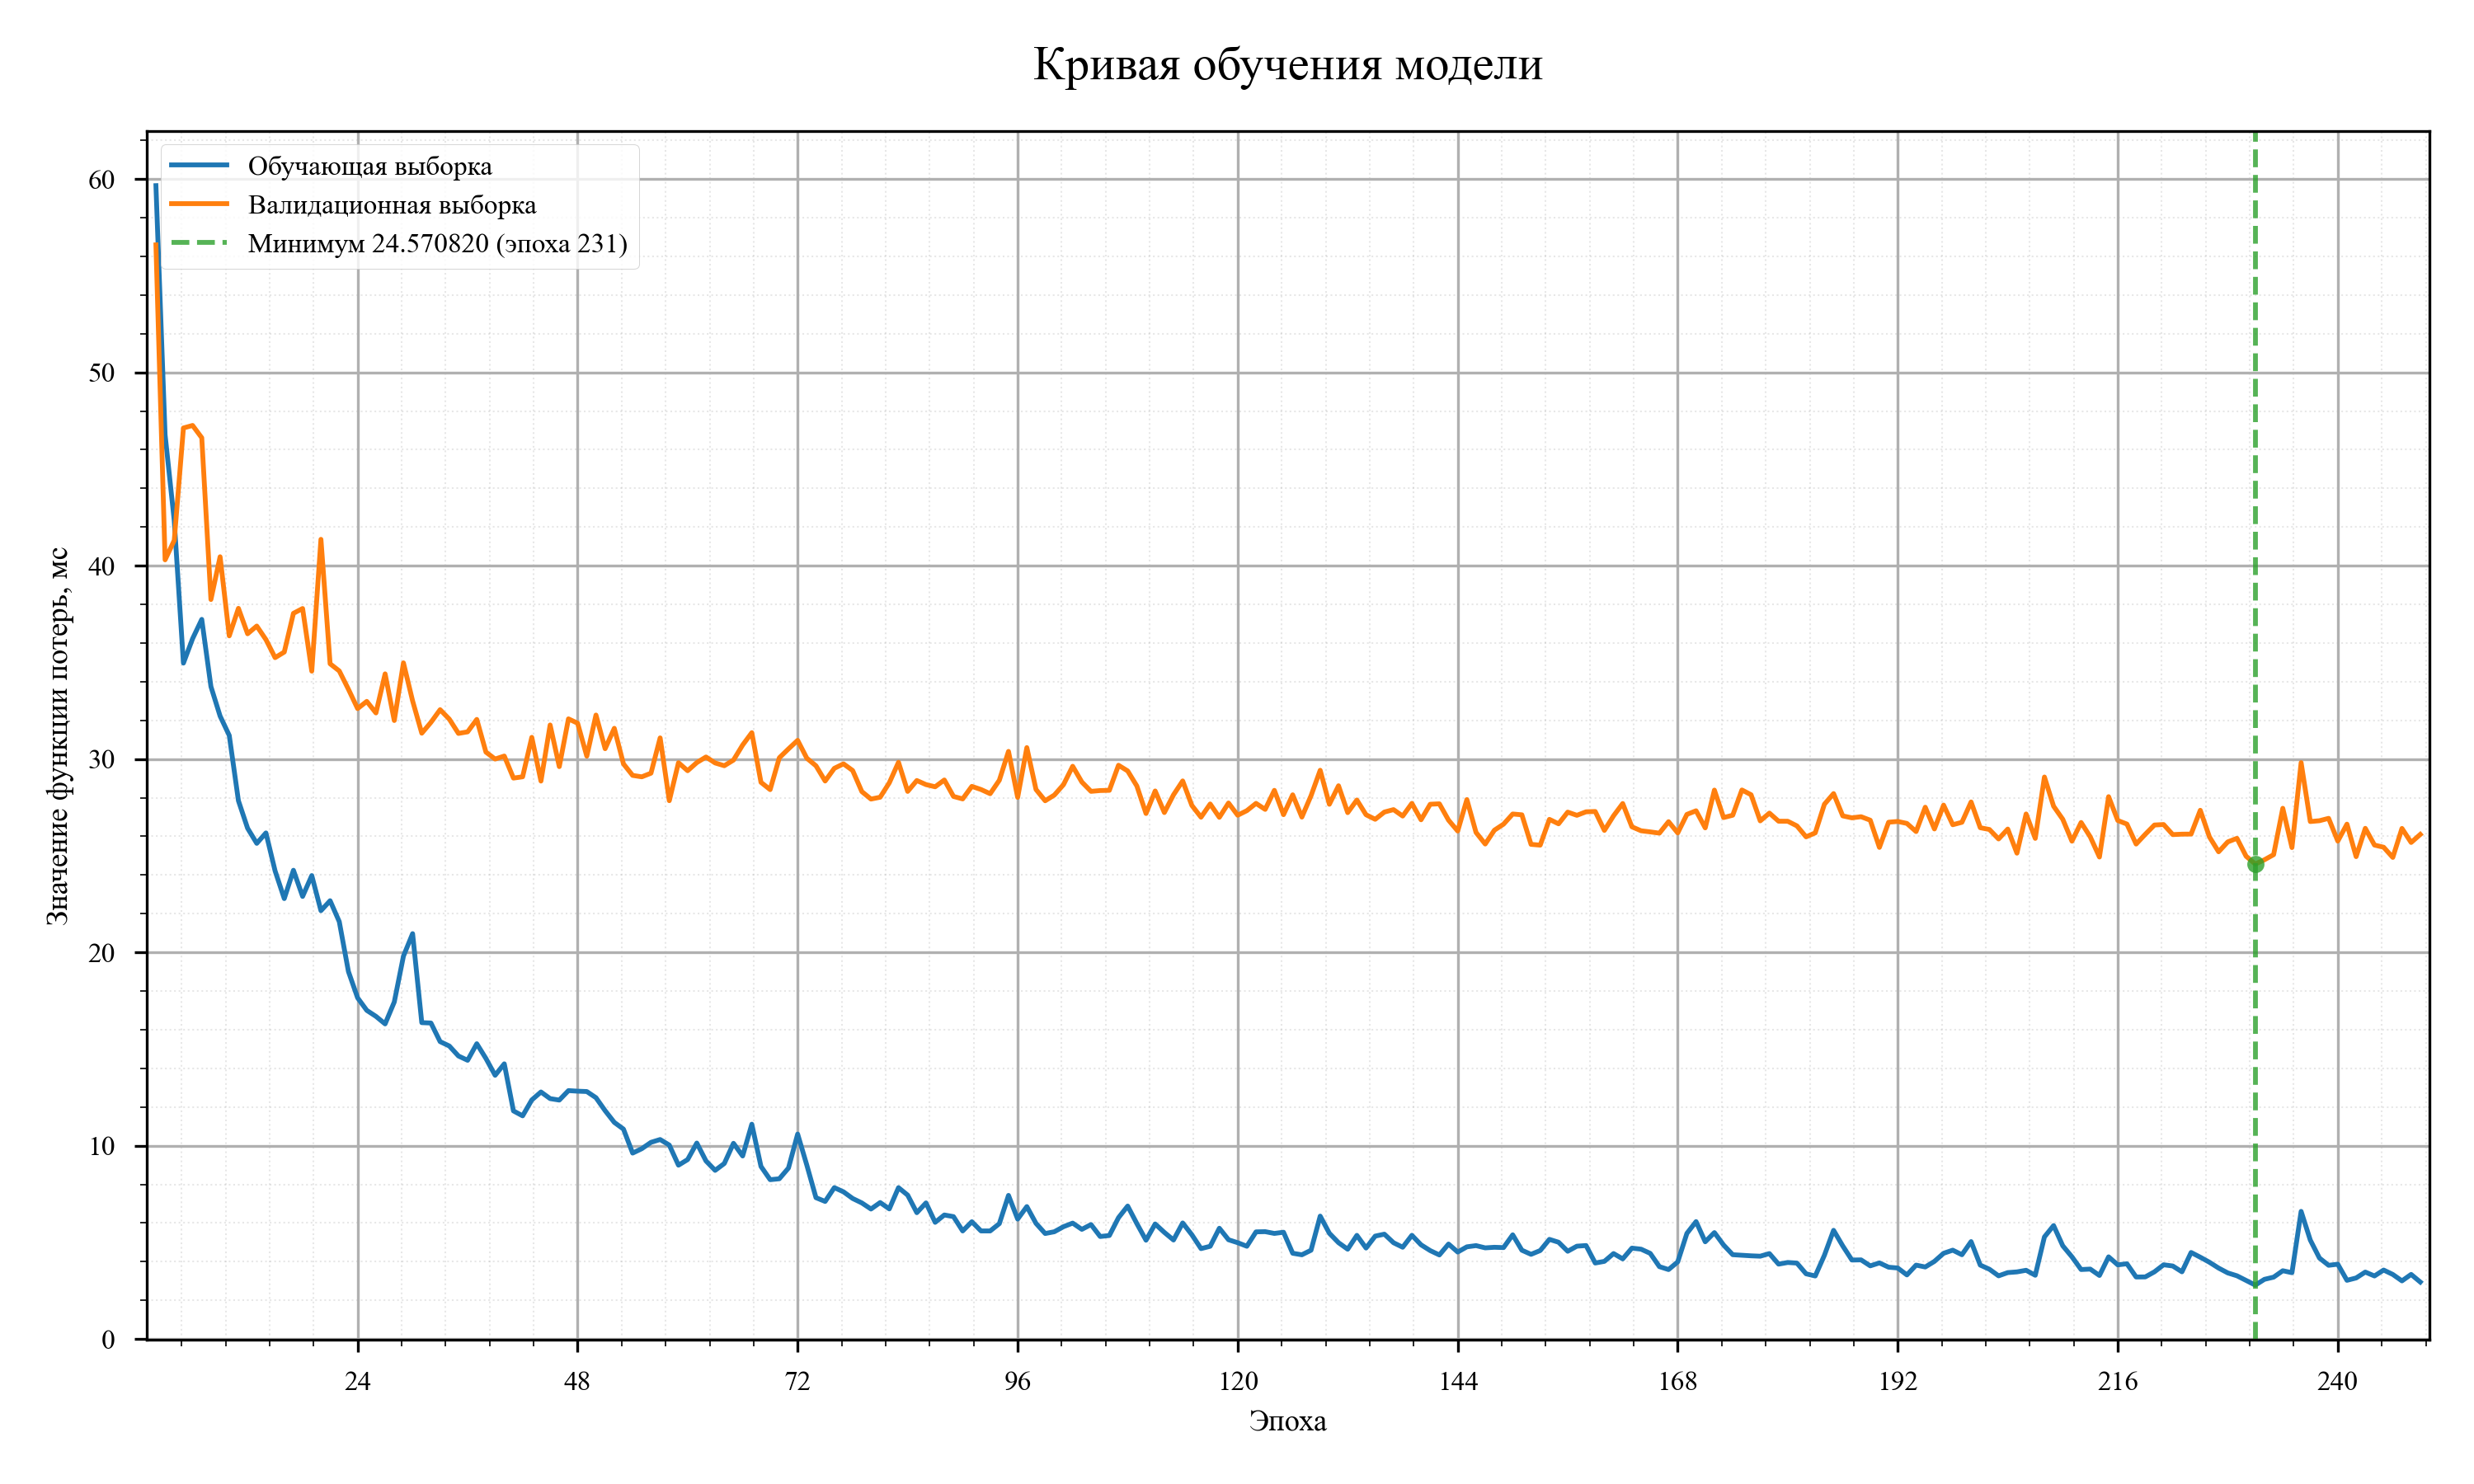 Кривая обучения модели
Обучающая выборка
Валидационная выборка
Минимум 24.570820 (эпоха 231)
Значение функции потерь, мс
60
50
40
30
20
10
0
24 48 72 96 120 144 168 192 216 240
Эпоха